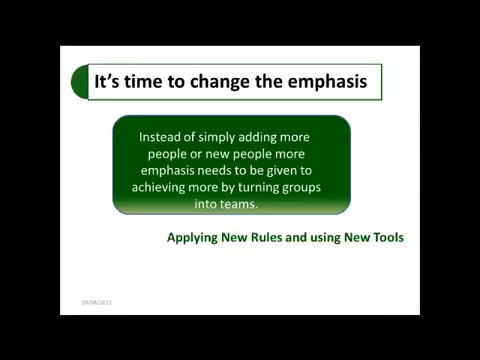 It's time to change the emphasis
Instead of simply adding more
people or new people more
emphasis needs to be given to
achieving more by turning groups
into teams.
Applying New Rules and using New Tools